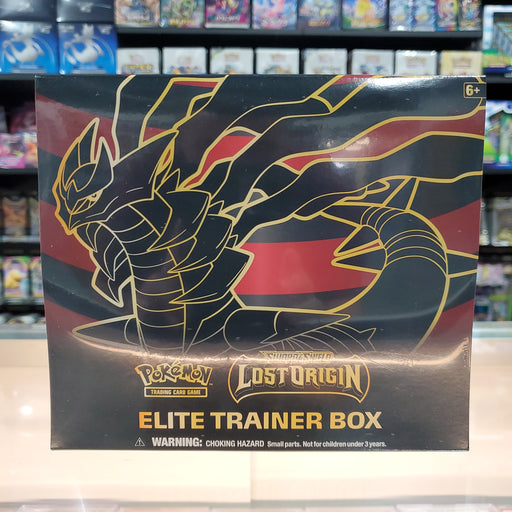 6+
Pokémon
TRADING CARD GAME
SWORD & SHIELD
LOST ORIGIN
ELITE TRAINER BOX
⚠ WARNING: CHOKING HAZARD Small parts. Not for children under 3 years.